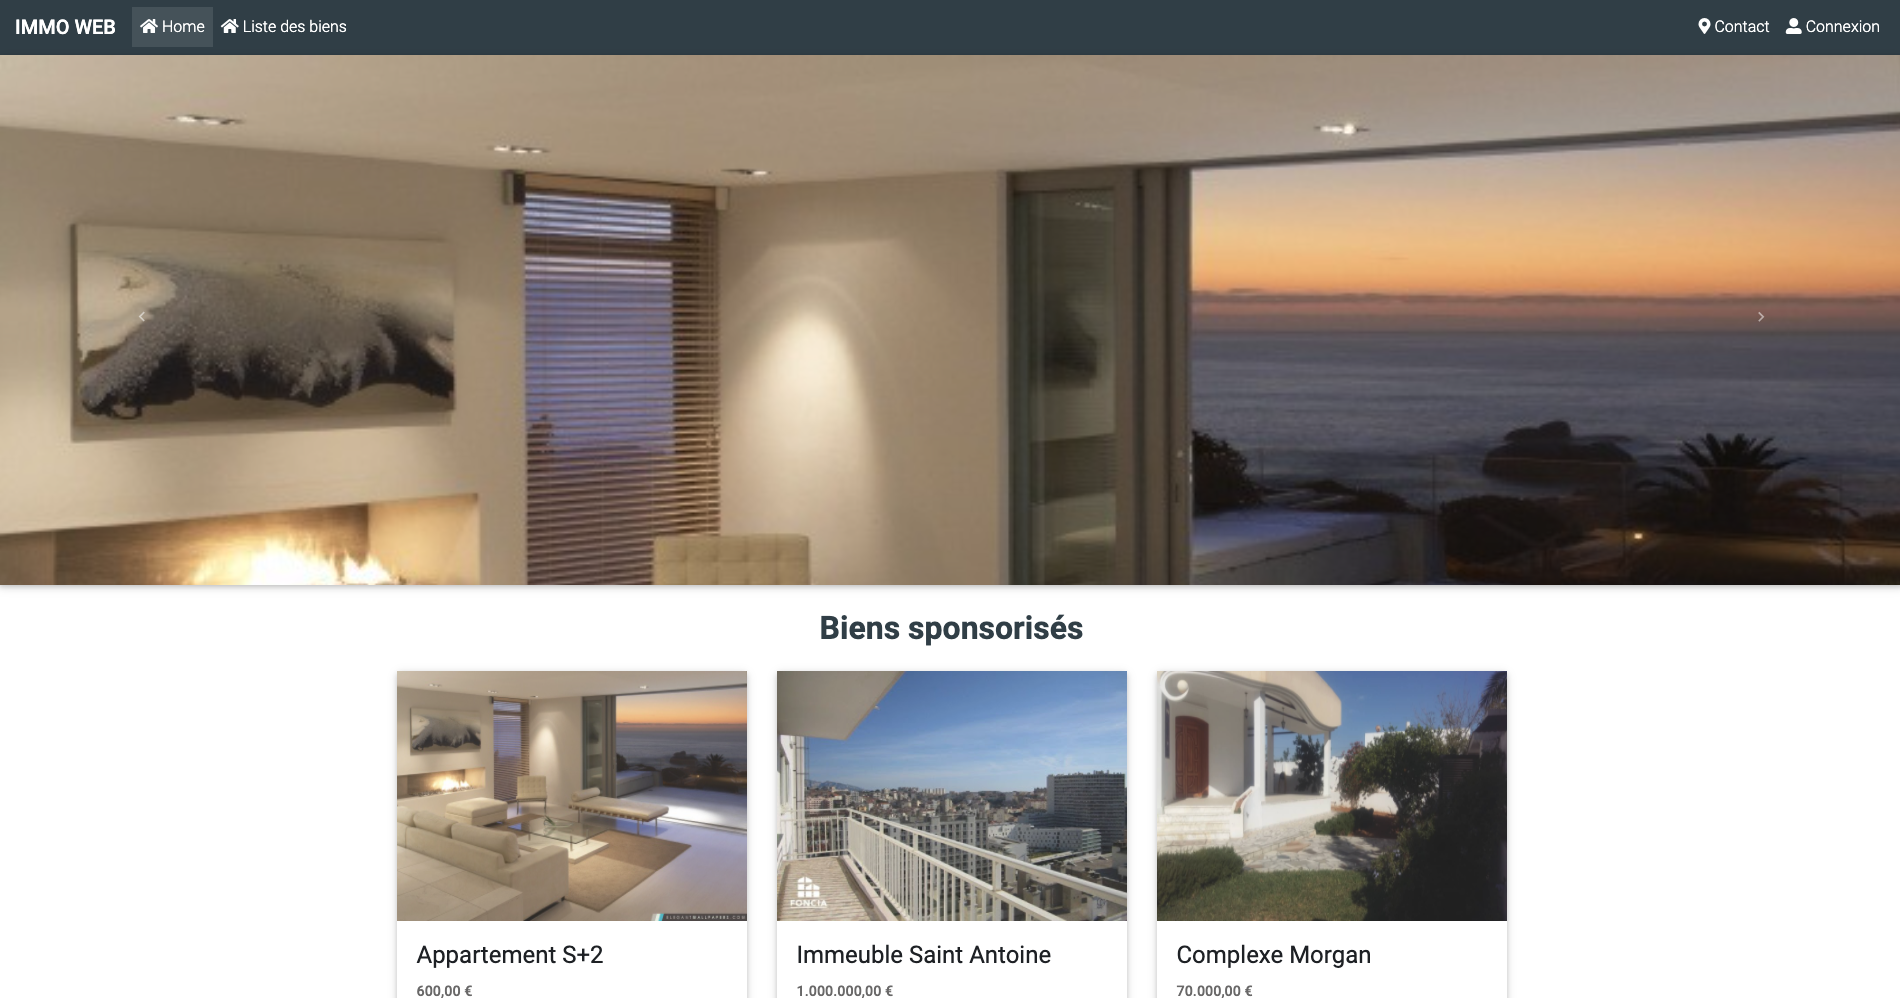 IMMO WEB
Home
Liste des biens
Contact
Connexion
Biens sponsorisés
FONCIA
Appartement S+2
Immeuble Saint Antoine
Complexe Morgan
600,00 €
1.000.000,00 €
70.000,00 €